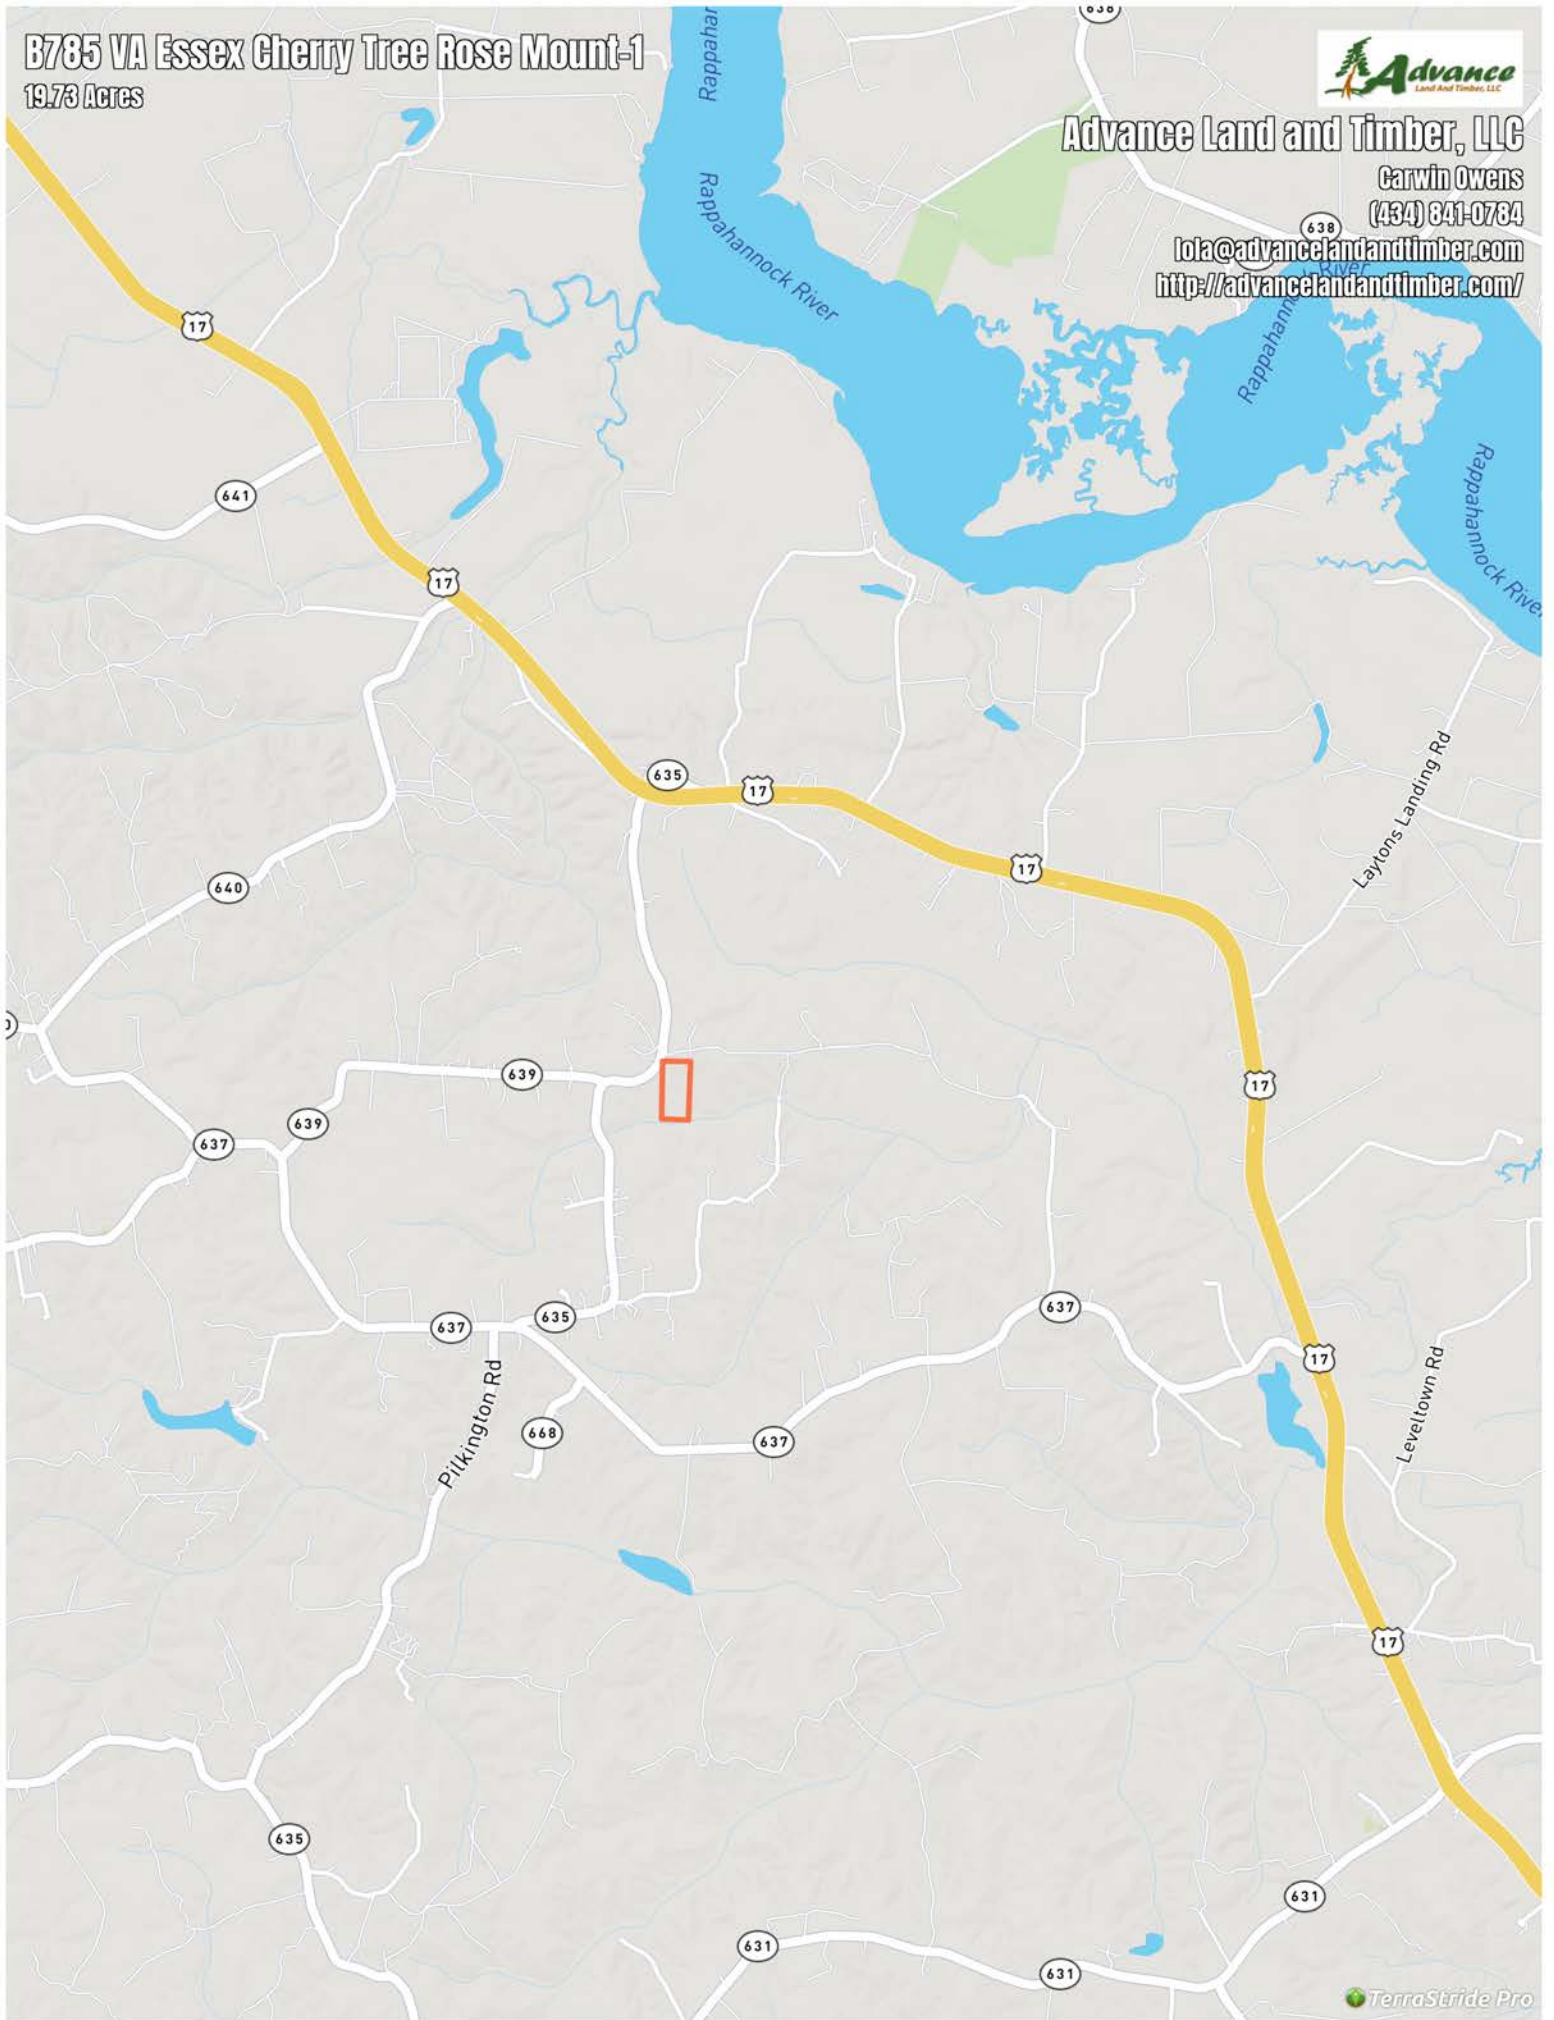 B785 VA Essex Cherry Tree Rose Mount-1
19.73 Acres
Advance
Land And Timber, LLC
Advance Land and Timber, LLC
Carwin Owens
(434) 841-0784
lola@advancelandandtimber.com
http://advancelandandtimber.com/
638
638
Rappahannock River
Rappahannock River
Rappahannock River
17
641
17
635
17
17
Laytons Landing Rd
640
639
17
639
637
637
635
637
17
Pilkington Rd
668
637
Leveltown Rd
17
635
631
631
631
TerraStride Pro